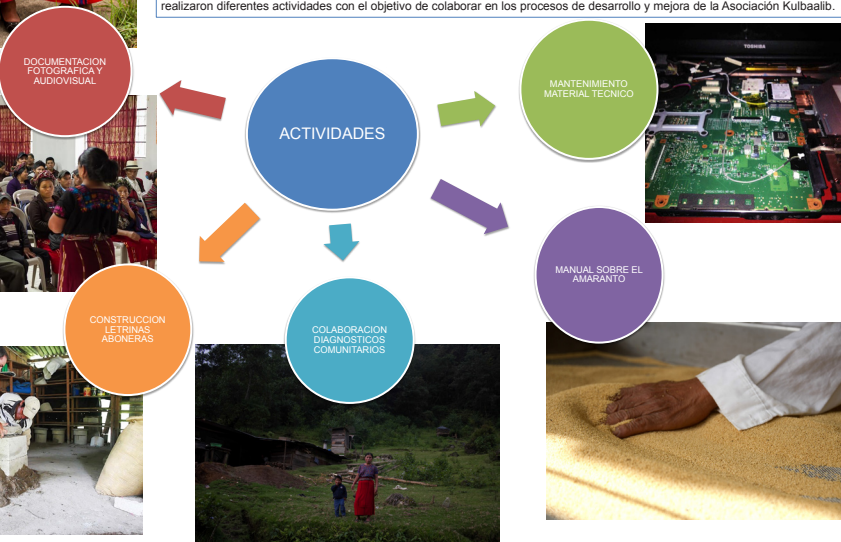 realizaron diferentes actividades con el objetivo de colaborar en los procesos de desarrollo y mejora de la Asociación Kulbaalib.
DOCUMENTACION
FOTOGRAFICA Y
AUDIOVISUAL
ACTIVIDADES
MANTENIMIENTO
MATERIAL TECNICO
TOSHIBA
MANUAL SOBRE EL
AMARANTO
CONSTRUCCION
LETRINAS
ABONERAS
COLABORACION
DIAGNOSTICOS
COMUNITARIOS